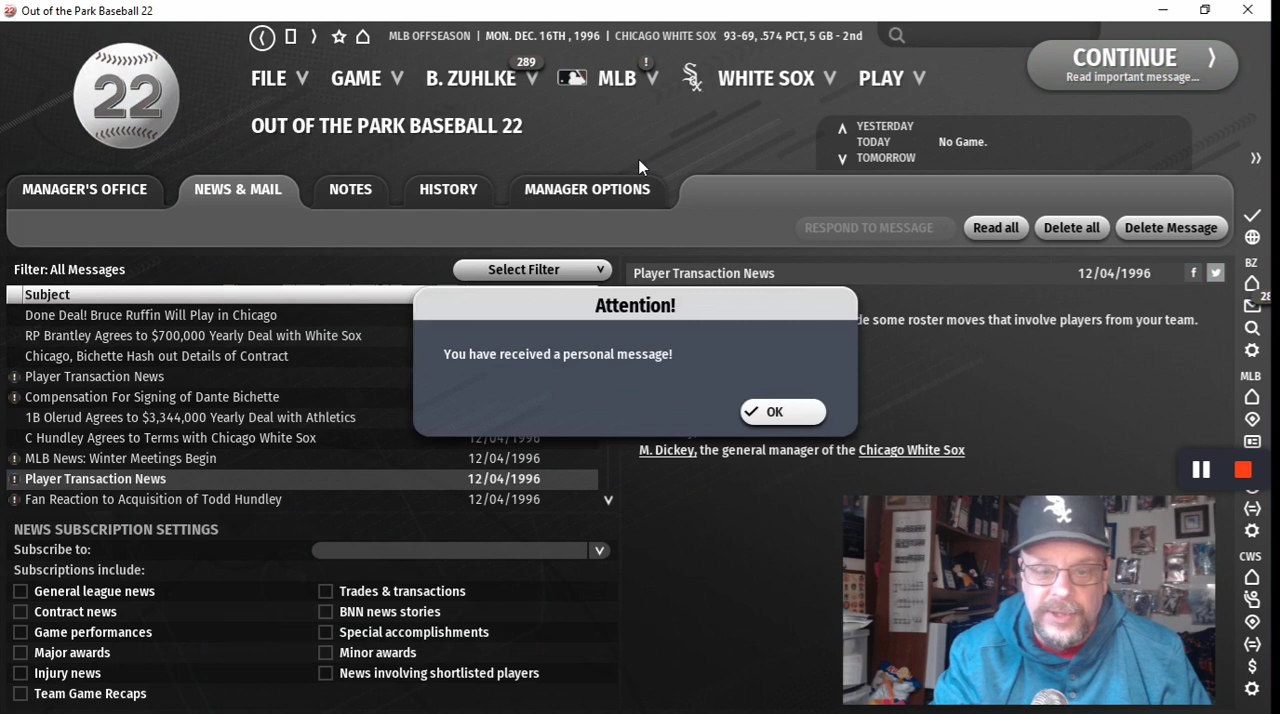 Out of the Park Baseball 22
MLB OFFSEASON | MON. DEC. 16TH , 1996 | CHICAGO WHITE SOX 93-69, .574 PCT, 5 GB - 2nd
22
FILE GAME B. ZUHLKE 289 MLB ! WHITE SOX PLAY
CONTINUE
Read important message...
OUT OF THE PARK BASEBALL 22
YESTERDAY
TODAY No Game.
TOMORROW
MANAGER'S OFFICE NEWS & MAIL NOTES HISTORY MANAGER OPTIONS
RESPOND TO MESSAGE Read all Delete all Delete Message
Filter: All Messages Select Filter
Player Transaction News 12/04/1996
Subject
Done Deal! Bruce Ruffin Will Play in Chicago
RP Brantley Agrees to $700,000 Yearly Deal with White Sox
Chicago, Bichette Hash out Details of Contract
Player Transaction News
Compensation For Signing of Dante Bichette
1B Olerud Agrees to $3,344,000 Yearly Deal with Athletics
C Hundley Agrees to Terms with Chicago White Sox 12/04/1996
MLB News: Winter Meetings Begin 12/04/1996
Player Transaction News 12/04/1996
Fan Reaction to Acquisition of Todd Hundley 12/04/1996
Attention!
You have received a personal message!
OK
some roster moves that involve players from your team.
M. Dickey, the general manager of the Chicago White Sox
NEWS SUBSCRIPTION SETTINGS
Subscribe to:
Subscriptions include:
General league news Trades & transactions
Contract news BNN news stories
Game performances Special accomplishments
Major awards Minor awards
Injury news News involving shortlisted players
Team Game Recaps
BZ
28
MLB
CWS